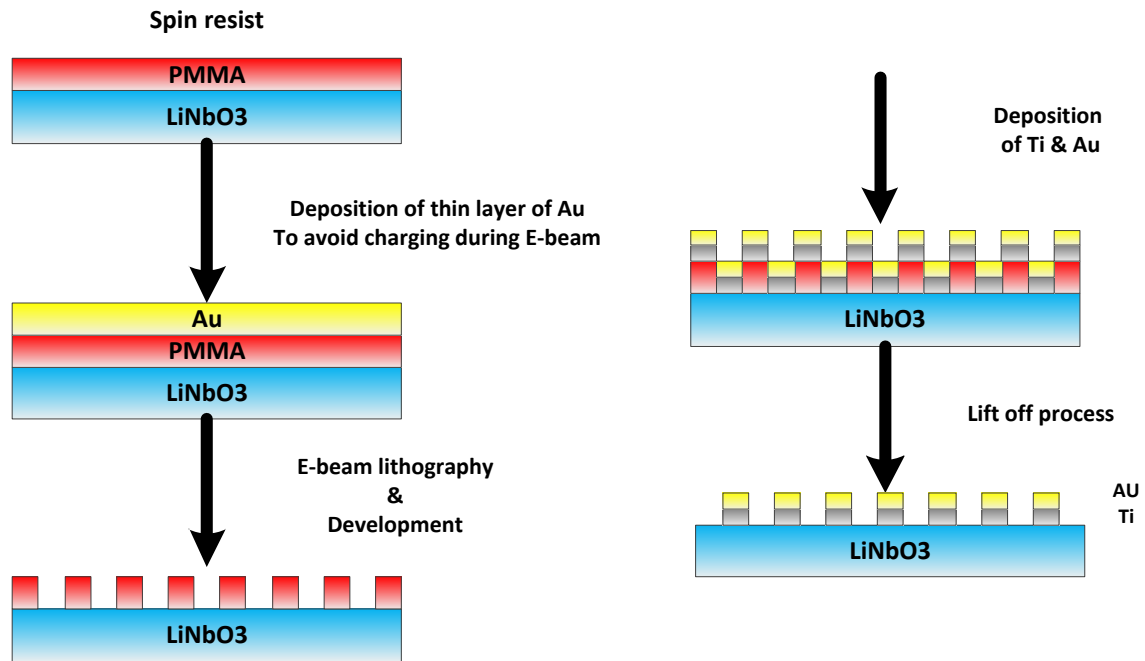 Spin resist
PMMA
LiNbO3
Deposition of thin layer of Au
To avoid charging during E-beam
Au
PMMA
LiNbO3
E-beam lithography
&
Development
LiNbO3
Deposition
of Ti & Au
LiNbO3
Lift off process
AU
Ti
LiNbO3